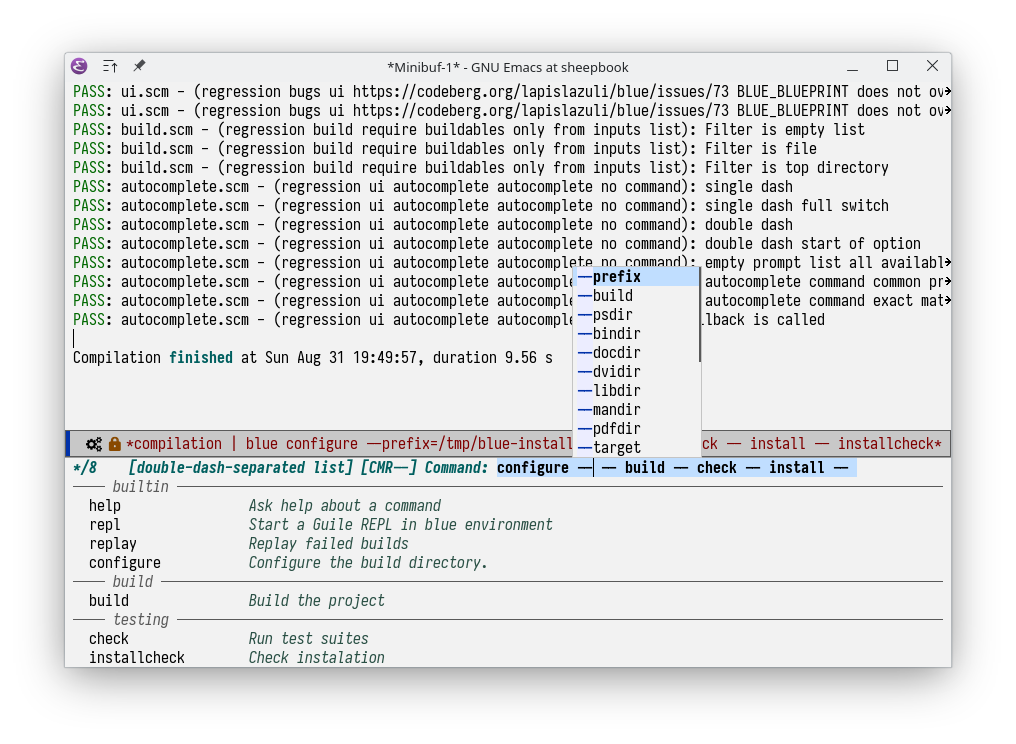 *Minibuf-1* - GNU Emacs at sheepbook
PASS: ui.scm - (regression bugs ui https://codeberg.org/lapislazuli/blue/issues/73 BLUE_BLUEPRINT does not ov→
PASS: ui.scm - (regression bugs ui https://codeberg.org/lapislazuli/blue/issues/73 BLUE_BLUEPRINT does not ov→
PASS: build.scm - (regression build require buildables only from inputs list): Filter is empty list
PASS: build.scm - (regression build require buildables only from inputs list): Filter is file
PASS: build.scm - (regression build require buildables only from inputs list): Filter is top directory
PASS: autocomplete.scm - (regression ui autocomplete autocomplete no command): single dash
PASS: autocomplete.scm - (regression ui autocomplete autocomplete no command): single dash full switch
PASS: autocomplete.scm - (regression ui autocomplete autocomplete no command): double dash
PASS: autocomplete.scm - (regression ui autocomplete autocomplete no command): double dash start of option
PASS: autocomplete.scm - (regression ui autocomplete autocomplete no command): empty prompt list all availabl→
PASS: autocomplete.scm - (regression ui autocomplete autocomple autocomplete command common pr→
PASS: autocomplete.scm - (regression ui autocomplete autocomple autocomplete command exact mat→
PASS: autocomplete.scm - (regression ui autocomplete autocomple lback is called
Compilation finished at Sun Aug 31 19:49:57, duration 9.56 s
--prefix
--build
--psdir
--bindir
--docdir
--dvidir
--libdir
--mandir
--pdfdir
--target
*compilation | blue configure --prefix=/tmp/blue-install ck -- install -- installcheck*
*/8 [double-dash-separated list] [CMR--] Command: configure -- -- build -- check -- install --
builtin
help Ask help about a command
repl Start a Guile REPL in blue environment
replay Replay failed builds
configure Configure the build directory.
build
build Build the project
testing
check Run test suites
installcheck Check instalation